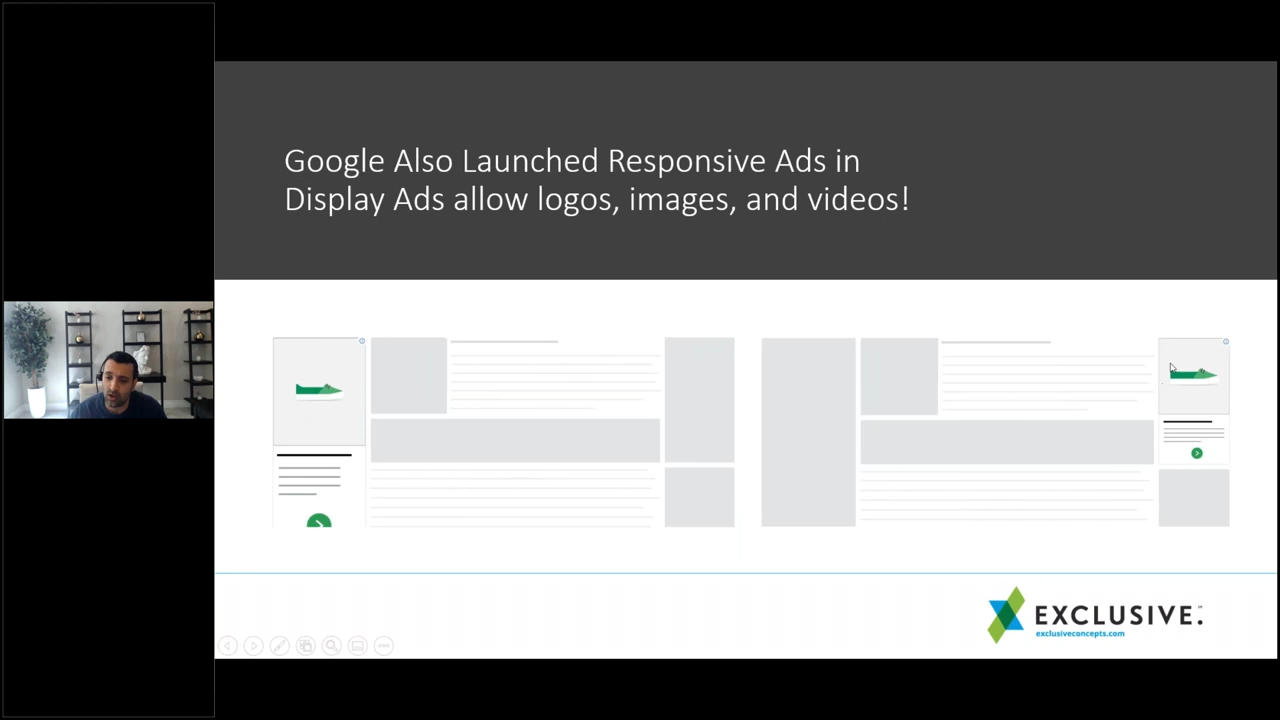 Google Also Launched Responsive Ads in
Display Ads allow logos, images, and videos!
EXCLUSIVE.
exclusiveconcepts.com